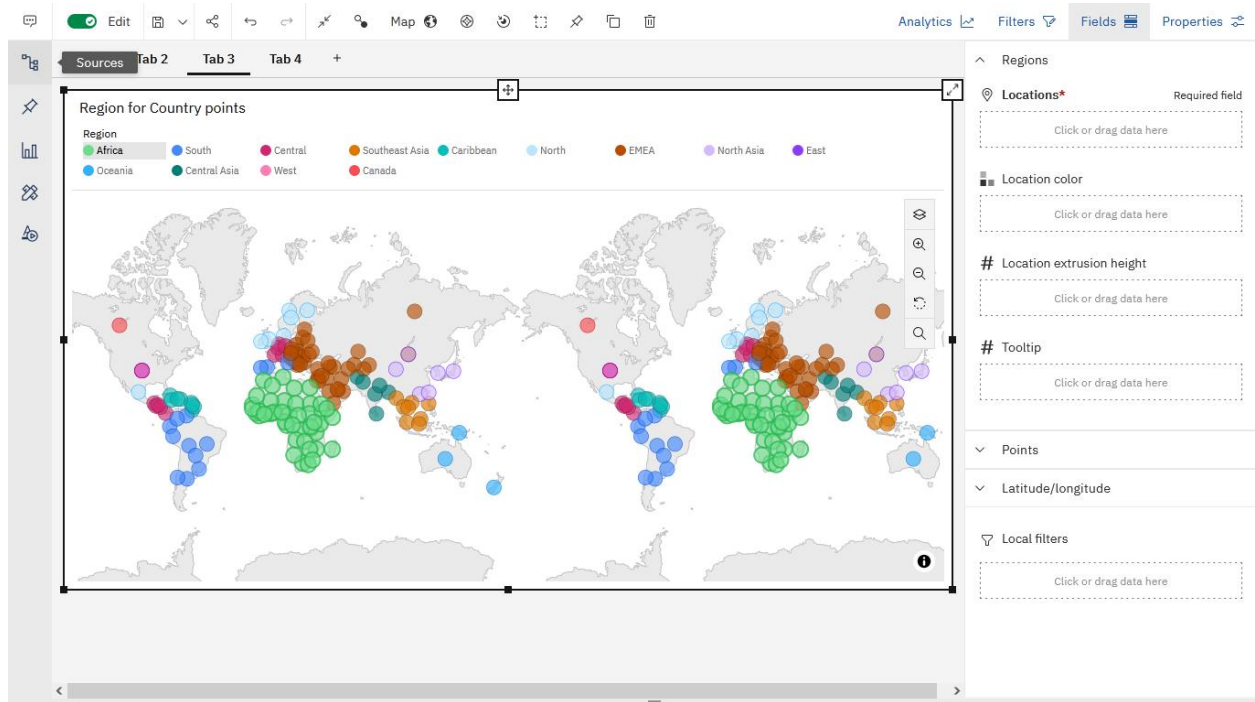 Edit
Map
Analytics
Filters
Fields
Properties
Sources
Tab 2
Tab 3
Tab 4
+
Region for Country points
Region
Africa South Central Southeast Asia Caribbean North EMEA North Asia East
Oceania Central Asia West Canada
Regions
Locations* Required field
Click or drag data here
Location color
Click or drag data here
# Location extrusion height
Click or drag data here
# Tooltip
Click or drag data here
Points
Latitude/longitude
Local filters
Click or drag data here